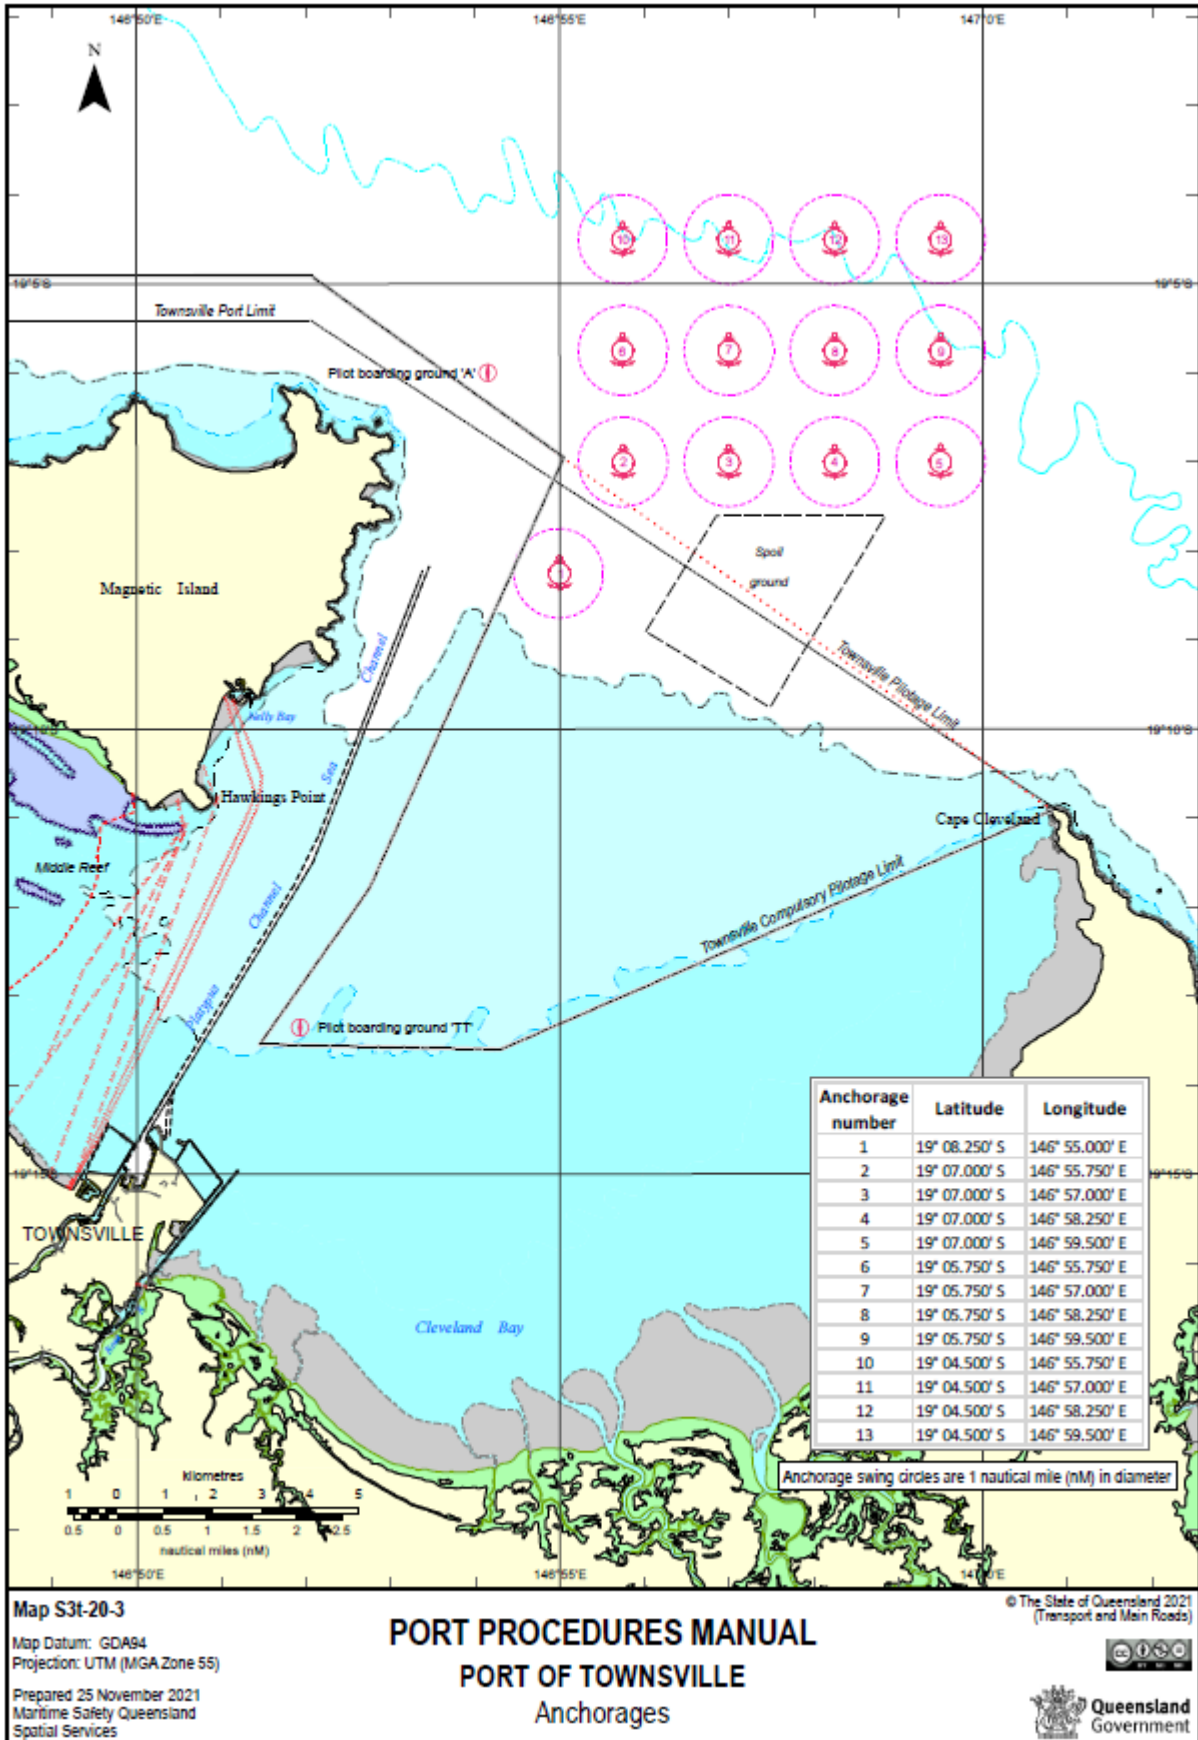 146°50'E
146°55'E
147°0'E
N
10
11
12
13
19°5'S
19°5'S
Townsville Port Limit
6
7
8
9
Pilot boarding ground 'A'
2
3
4
5
Spoil
ground
1
Magnetic Island
Channel
Townsville Pilotage Limit
Nelly Bay
19°10'S
Sea
Hawkings Point
Cape Cleveland
Middle Reef
Channel
Townsville Compulsory Pilotage Limit
Platypus
Pilot boarding ground 'TT'
Anchorage number Latitude Longitude
1 19° 08.250' S 146° 55.000' E
2 19° 07.000' S 146° 55.750' E
3 19° 07.000' S 146° 57.000' E
4 19° 07.000' S 146° 58.250' E
5 19° 07.000' S 146° 59.500' E
6 19° 05.750' S 146° 55.750' E
7 19° 05.750' S 146° 57.000' E
8 19° 05.750' S 146° 58.250' E
9 19° 05.750' S 146° 59.500' E
10 19° 04.500' S 146° 55.750' E
11 19° 04.500' S 146° 57.000' E
12 19° 04.500' S 146° 58.250' E
13 19° 04.500' S 146° 59.500' E
19°15'S
19°15'S
TOWNSVILLE
Cleveland Bay
Anchorage swing circles are 1 nautical mile (nM) in diameter
kilometres
1 0 1 2 3 4 5
0.5 0 0.5 1 1.5 2 2.5
nautical miles (nM)
146°50'E
146°55'E
147°0'E
Map S3t-20-3
Map Datum: GDA94
Projection: UTM (MGA Zone 55)
Prepared 25 November 2021
Maritime Safety Queensland
Spatial Services
PORT PROCEDURES MANUAL
PORT OF TOWNSVILLE
Anchorages
© The State of Queensland 2021
(Transport and Main Roads)
cc
Queensland
Government